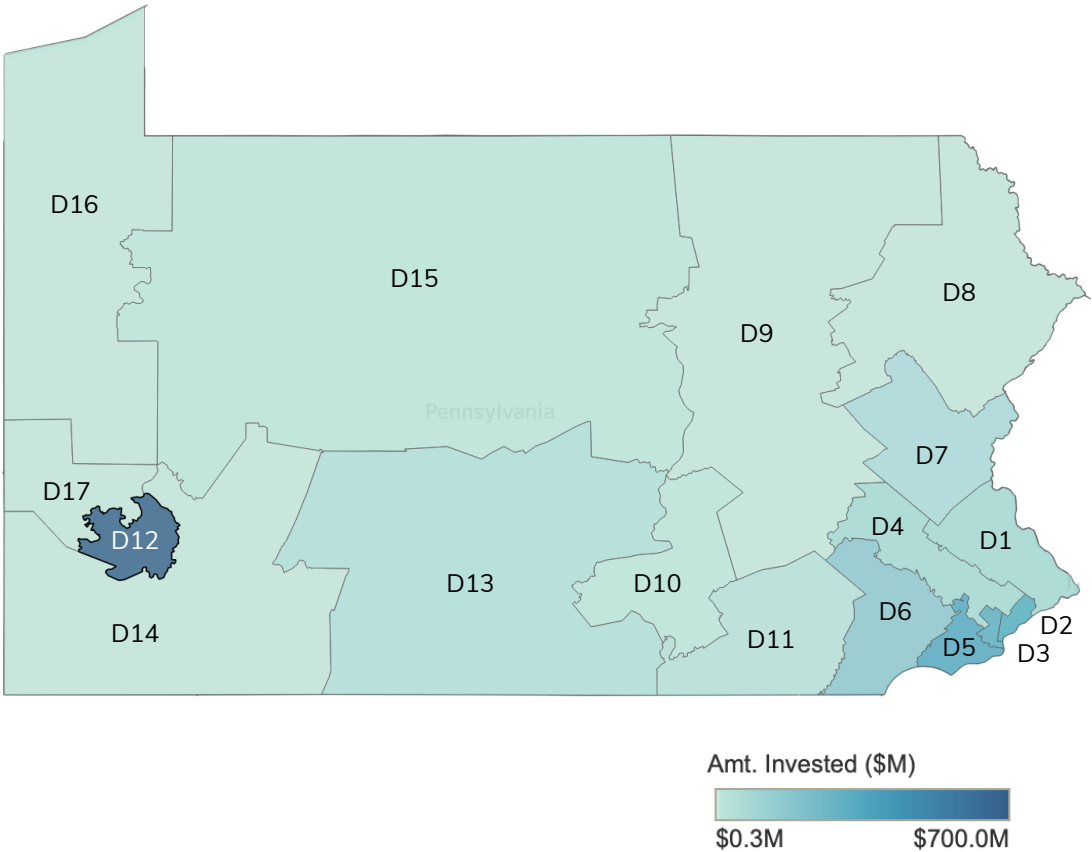 D16
D15
D8
D9
Pennsylvania
D7
D17
D4
D12
D1
D13
D10
D6
D2
D14
D11
D5
D3
Amt. Invested ($M)
$0.3M $700.0M